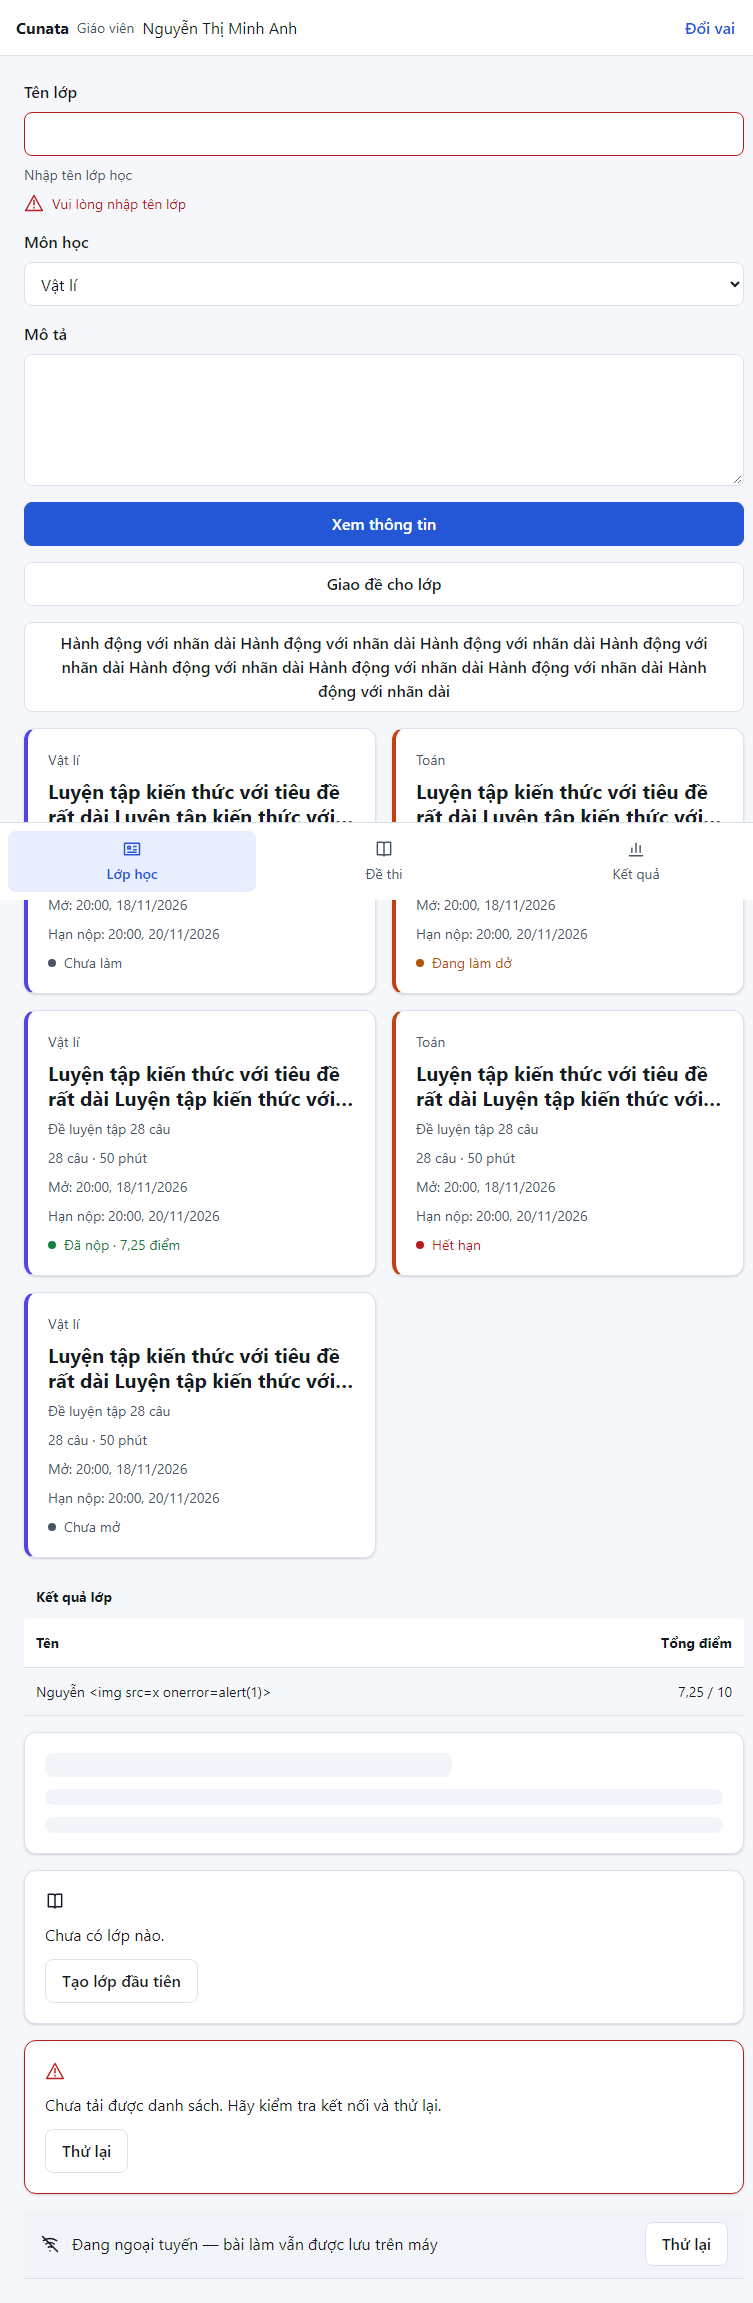 Cunata Giáo viên Nguyễn Thị Minh Anh Đổi vai
Tên lớp
Nhập tên lớp học
Vui lòng nhập tên lớp
Môn học
Vật lí
Mô tả
Xem thông tin
Giao đề cho lớp
Hành động với nhãn dài Hành động với nhãn dài Hành động với nhãn dài Hành động với
nhãn dài Hành động với nhãn dài Hành động với nhãn dài Hành động với nhãn dài Hành
động với nhãn dài
Vật lí
Luyện tập kiến thức với tiêu đề
rất dài Luyện tập kiến thức với...
Toán
Luyện tập kiến thức với tiêu đề
rất dài Luyện tập kiến thức với...
Lớp học
Đề thi
Kết quả
Mở: 20:00, 18/11/2026
Hạn nộp: 20:00, 20/11/2026
Chưa làm
Mở: 20:00, 18/11/2026
Hạn nộp: 20:00, 20/11/2026
Đang làm dở
Vật lí
Luyện tập kiến thức với tiêu đề
rất dài Luyện tập kiến thức với...
Đề luyện tập 28 câu
28 câu · 50 phút
Mở: 20:00, 18/11/2026
Hạn nộp: 20:00, 20/11/2026
Đã nộp · 7,25 điểm
Toán
Luyện tập kiến thức với tiêu đề
rất dài Luyện tập kiến thức với...
Đề luyện tập 28 câu
28 câu · 50 phút
Mở: 20:00, 18/11/2026
Hạn nộp: 20:00, 20/11/2026
Hết hạn
Vật lí
Luyện tập kiến thức với tiêu đề
rất dài Luyện tập kiến thức với...
Đề luyện tập 28 câu
28 câu · 50 phút
Mở: 20:00, 18/11/2026
Hạn nộp: 20:00, 20/11/2026
Chưa mở
Kết quả lớp
Tên Tổng điểm
Nguyễn <img src=x onerror=alert(1)> 7,25 / 10
Chưa có lớp nào.
Tạo lớp đầu tiên
Chưa tải được danh sách. Hãy kiểm tra kết nối và thử lại.
Thử lại
Đang ngoại tuyến — bài làm vẫn được lưu trên máy Thử lại